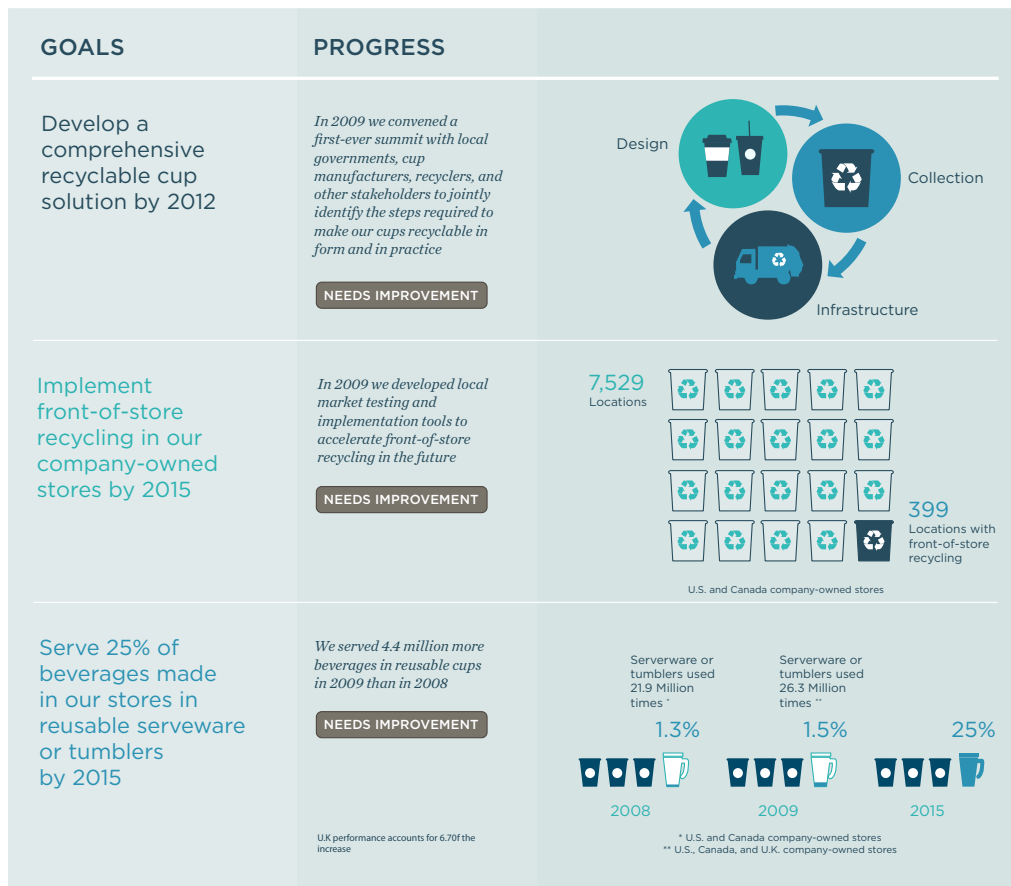 GOALS
PROGRESS
Develop a
comprehensive
recyclable cup
solution by 2012
In 2009 we convened a
first-ever summit with local
governments, cup
manufacturers, recyclers, and
other stakeholders to jointly
identify the steps required to
make our cups recyclable in
form and in practice
NEEDS IMPROVEMENT
Design
Collection
Infrastructure
Implement
front-of-store
recycling in our
company-owned
stores by 2015
In 2009 we developed local
market testing and
implementation tools to
accelerate front-of-store
recycling in the future
NEEDS IMPROVEMENT
7,529
Locations
399
Locations with
front-of-store
recycling
U.S. and Canada company-owned stores
Serve 25% of
beverages made
in our stores in
reusable serveware
or tumblers
by 2015
We served 4.4 million more
beverages in reusable cups
in 2009 than in 2008
NEEDS IMPROVEMENT
U.K performance accounts for 6.70f the
increase
Serverware or
tumblers used
21.9 Million
times *
1.3%
2008
Serverware or
tumblers used
26.3 Million
times **
1.5%
2009
25%
2015
* U.S. and Canada company-owned stores
** U.S., Canada, and U.K. company-owned stores